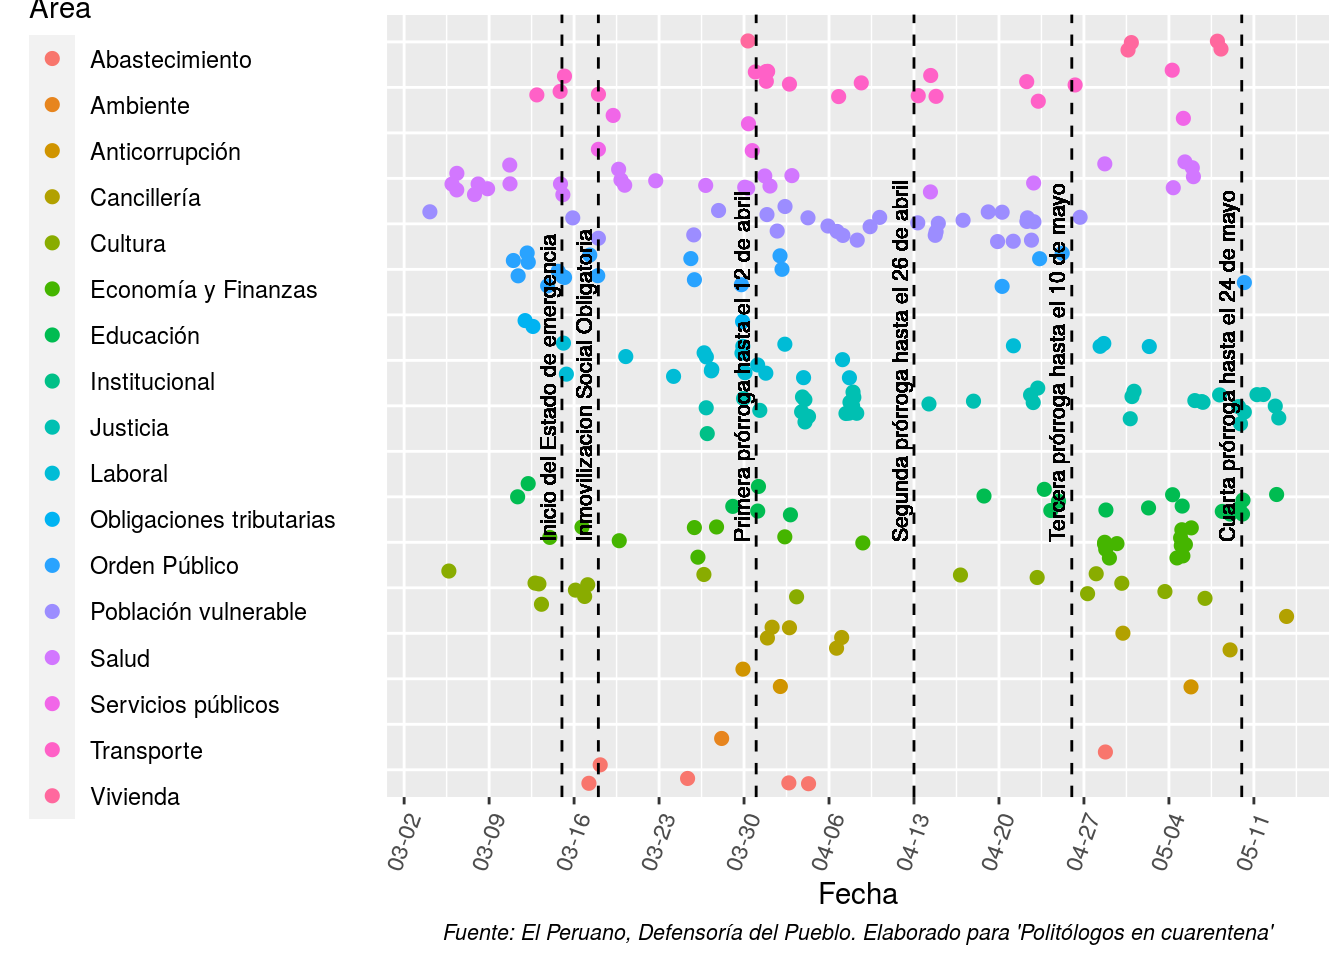 Área
Abastecimiento
Ambiente
Anticorrupción
Cancillería
Cultura
Economía y Finanzas
Educación
Institucional
Justicia
Laboral
Obligaciones tributarias
Orden Público
Población vulnerable
Salud
Servicios públicos
Transporte
Vivienda
Inicio del Estado de emergencia
Inmovilizacion Social Obligatoria
Primera prórroga hasta el 12 de abril
Segunda prórroga hasta el 26 de abril
Tercera prórroga hasta el 10 de mayo
Cuarta prórroga hasta el 24 de mayo
03-02
03-09
03-16
03-23
03-30
04-06
04-13
04-20
04-27
05-04
05-11
Fecha
Fuente: El Peruano, Defensoría del Pueblo. Elaborado para 'Politólogos en cuarentena'